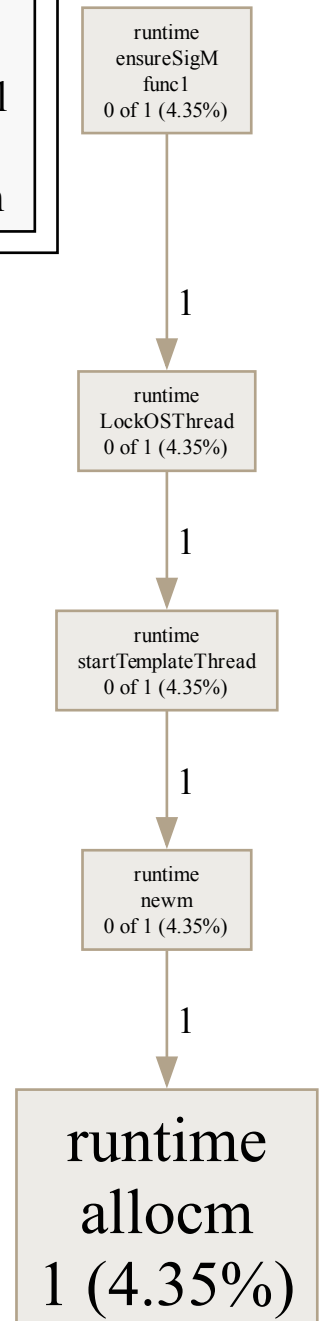 1
runtime
ensureSigM
func1
0 of 1 (4.35%)
1
runtime
LockOSThread
0 of 1 (4.35%)
1
runtime
startTemplateThread
0 of 1 (4.35%)
1
runtime
newm
0 of 1 (4.35%)
1
runtime
allocm
1 (4.35%)